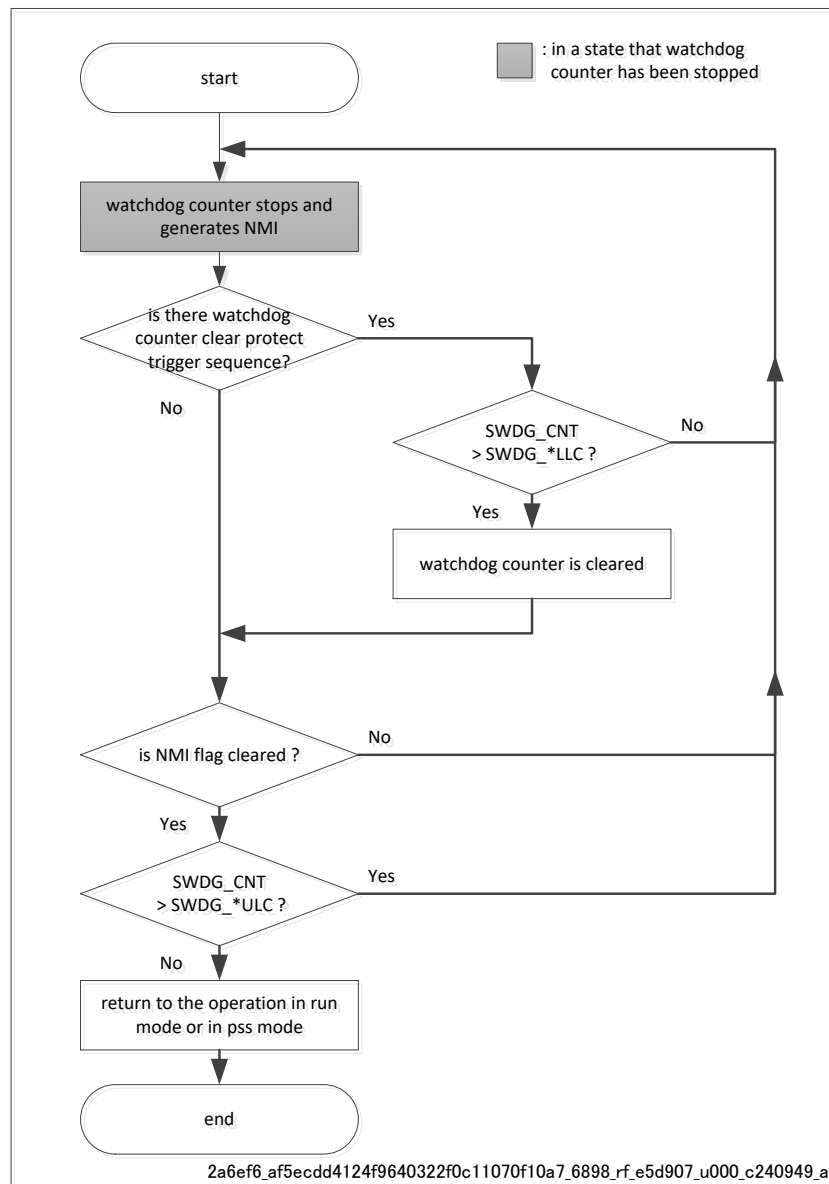 start
: in a state that watchdog
counter has been stopped
watchdog counter stops and
generates NMI
is there watchdog
counter clear protect
trigger sequence?
Yes
No
SWDG_CNT
> SWDG_*LLC ?
No
Yes
watchdog counter is cleared
is NMI flag cleared ?
No
Yes
SWDG_CNT
> SWDG_*ULC ?
Yes
No
return to the operation in run
mode or in pss mode
end
2a6ef6_af5ecdd4124f9640322f0c11070f10a7_6898_rf_e5d907_u000_c240949_a